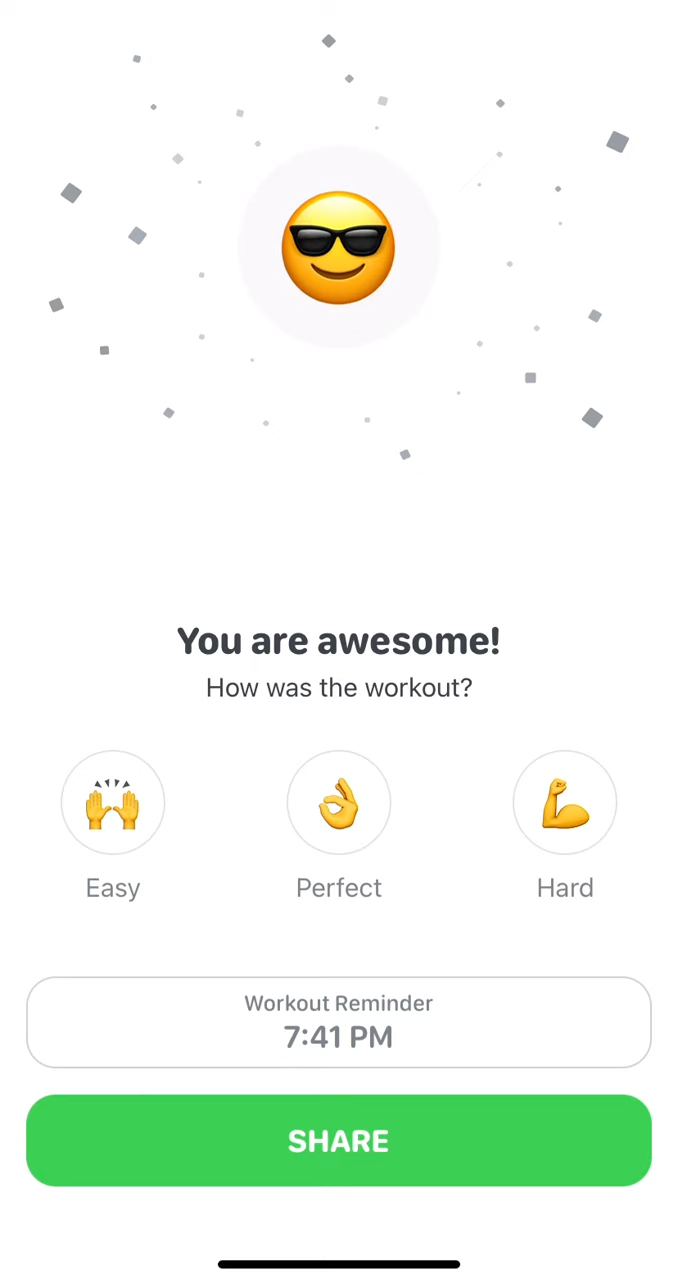 You are awesome!
How was the workout?
Easy
Perfect
Hard
Workout Reminder
7:41 PM
SHARE